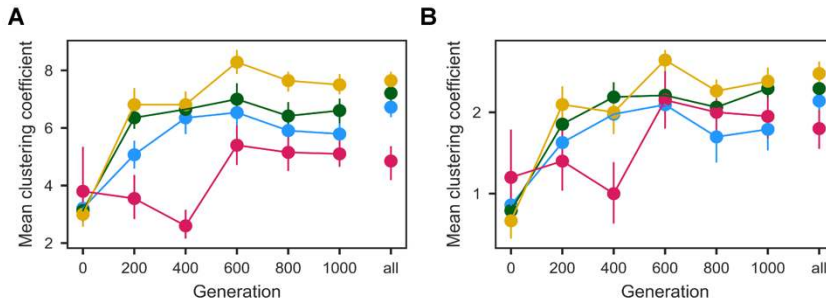 A
Mean clustering coefficient
8
6
4
2
0 200 400 600 800 1000 all
Generation
B
Mean clustering coefficient
2
1
0 200 400 600 800 1000 all
Generation